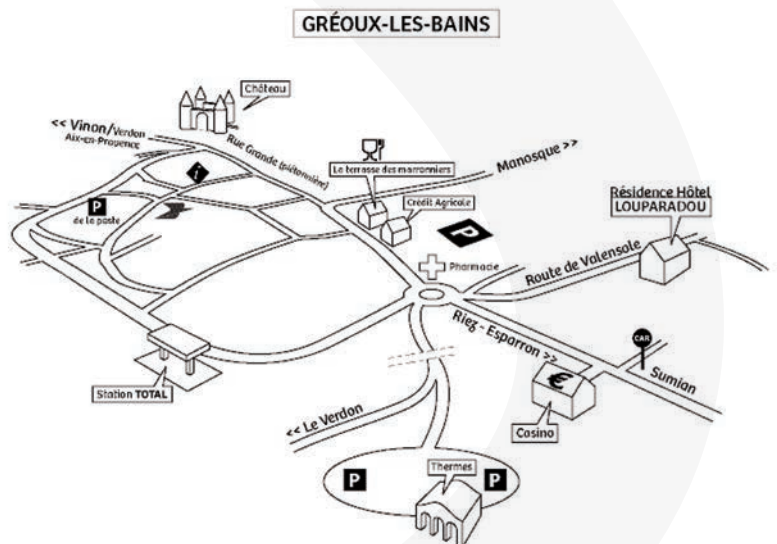 GRÉOUX-LES-BAINS
Château
<< Vinon/Verdon
Aix-en-Provence
Rue Grande (piétonnière)
i
La terrasse des marronniers
Manosque >>
P
de la poste
Crédit Agricole
P
Résidence Hôtel
LOUPARADOU
Pharmacie
Route de Valensole
Riez - Esparron >>
CAR
Sumian
Station TOTAL
€
Casino
<< Le Verdon
Thermes
P
P